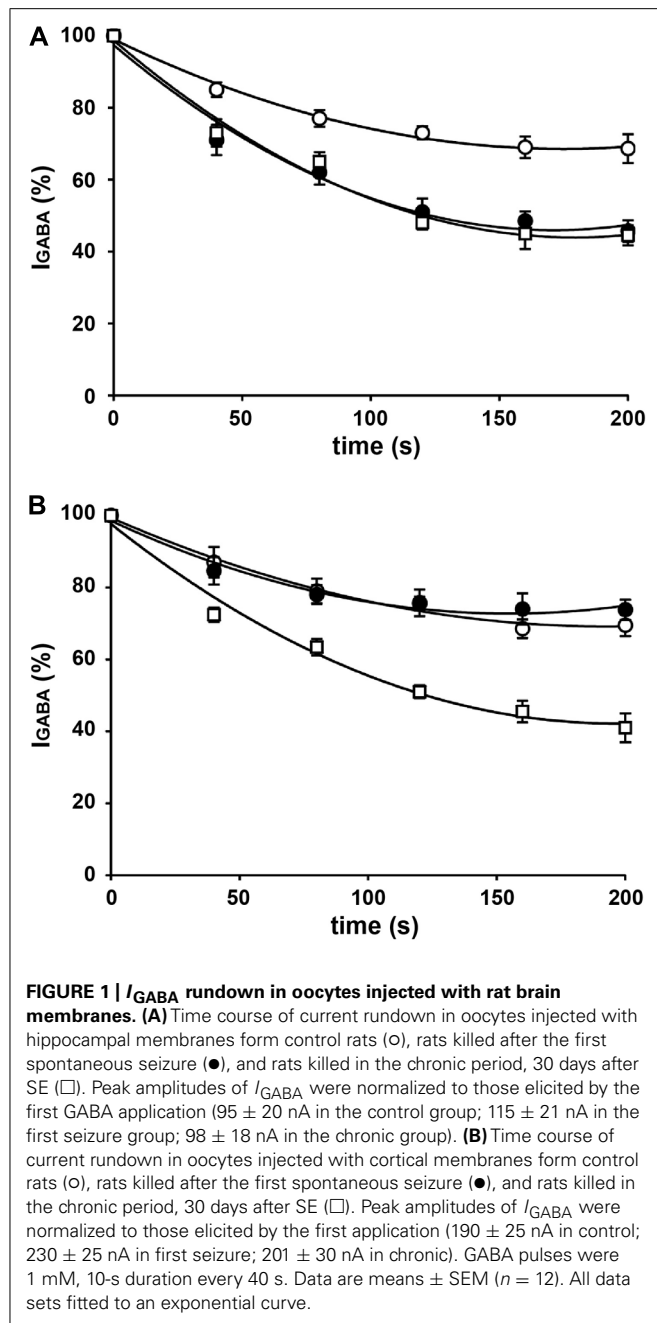 A
100
80
60
40
20
0
IGABA (%)
0 50 100 150 200
time (s)
B
100
80
60
40
20
0
IGABA (%)
0 50 100 150 200
time (s)
FIGURE 1 | IGABA rundown in oocytes injected with rat brain
membranes. (A) Time course of current rundown in oocytes injected with
hippocampal membranes form control rats (○), rats killed after the first
spontaneous seizure (●), and rats killed in the chronic period, 30 days after
SE (□). Peak amplitudes of IGABA were normalized to those elicited by the
first GABA application (95 ± 20 nA in the control group; 115 ± 21 nA in the
first seizure group; 98 ± 18 nA in the chronic group). (B) Time course of
current rundown in oocytes injected with cortical membranes form control
rats (○), rats killed after the first spontaneous seizure (●), and rats killed in
the chronic period, 30 days after SE (□). Peak amplitudes of IGABA were
normalized to those elicited by the first application (190 ± 25 nA in control;
230 ± 25 nA in first seizure; 201 ± 30 nA in chronic). GABA pulses were
1 mM, 10-s duration every 40 s. Data are means ± SEM (n = 12). All data
sets fitted to an exponential curve.